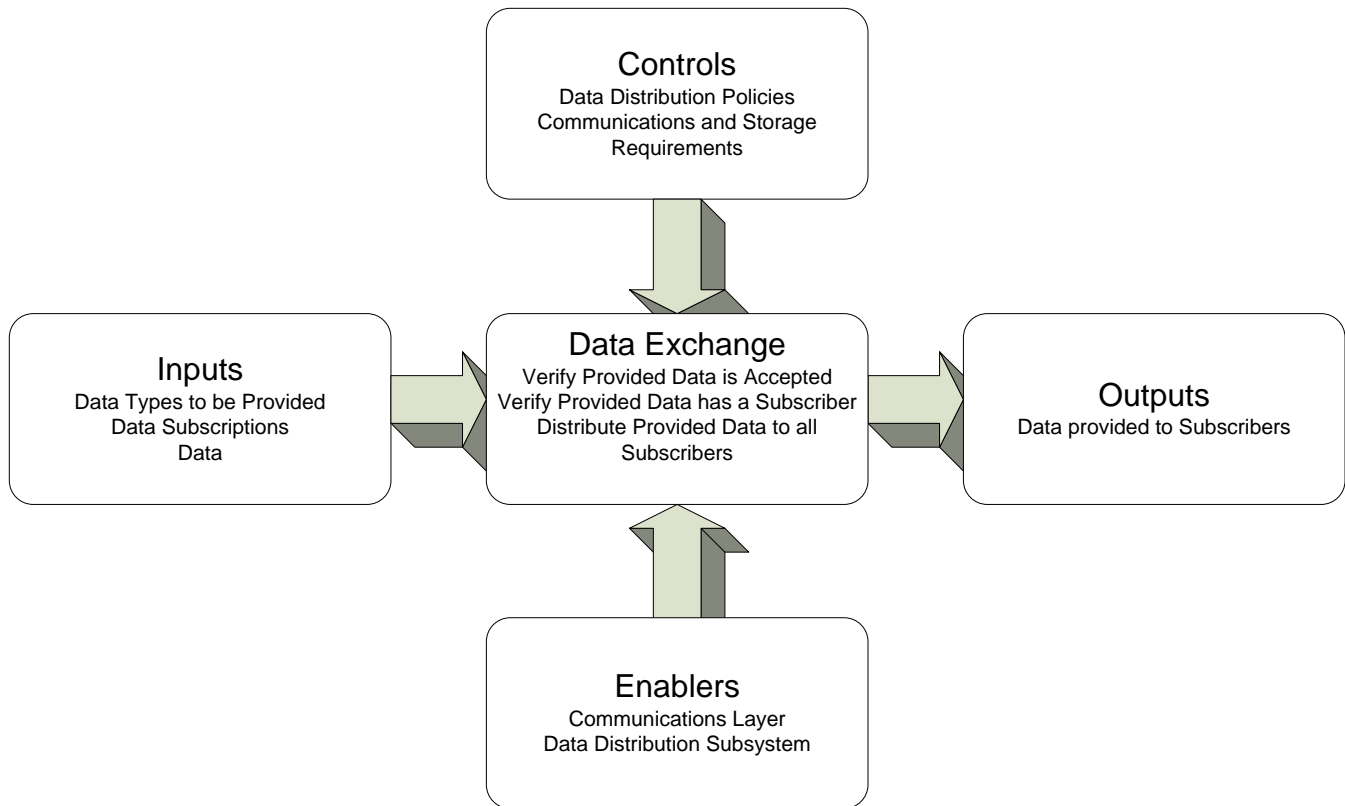 Controls
Data Distribution Policies
Communications and Storage
Requirements
Inputs
Data Types to be Provided
Data Subscriptions
Data
Data Exchange
Verify Provided Data is Accepted
Verify Provided Data has a Subscriber
Distribute Provided Data to all
Subscribers
Outputs
Data provided to Subscribers
Enablers
Communications Layer
Data Distribution Subsystem